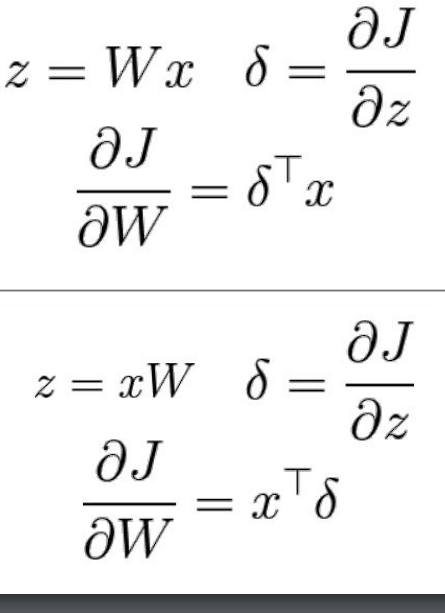 z = Wx   δ = ∂J/∂z
∂J/∂W = δ^⊤ x
z = xW   δ = ∂J/∂z
∂J/∂W = x^⊤ δ